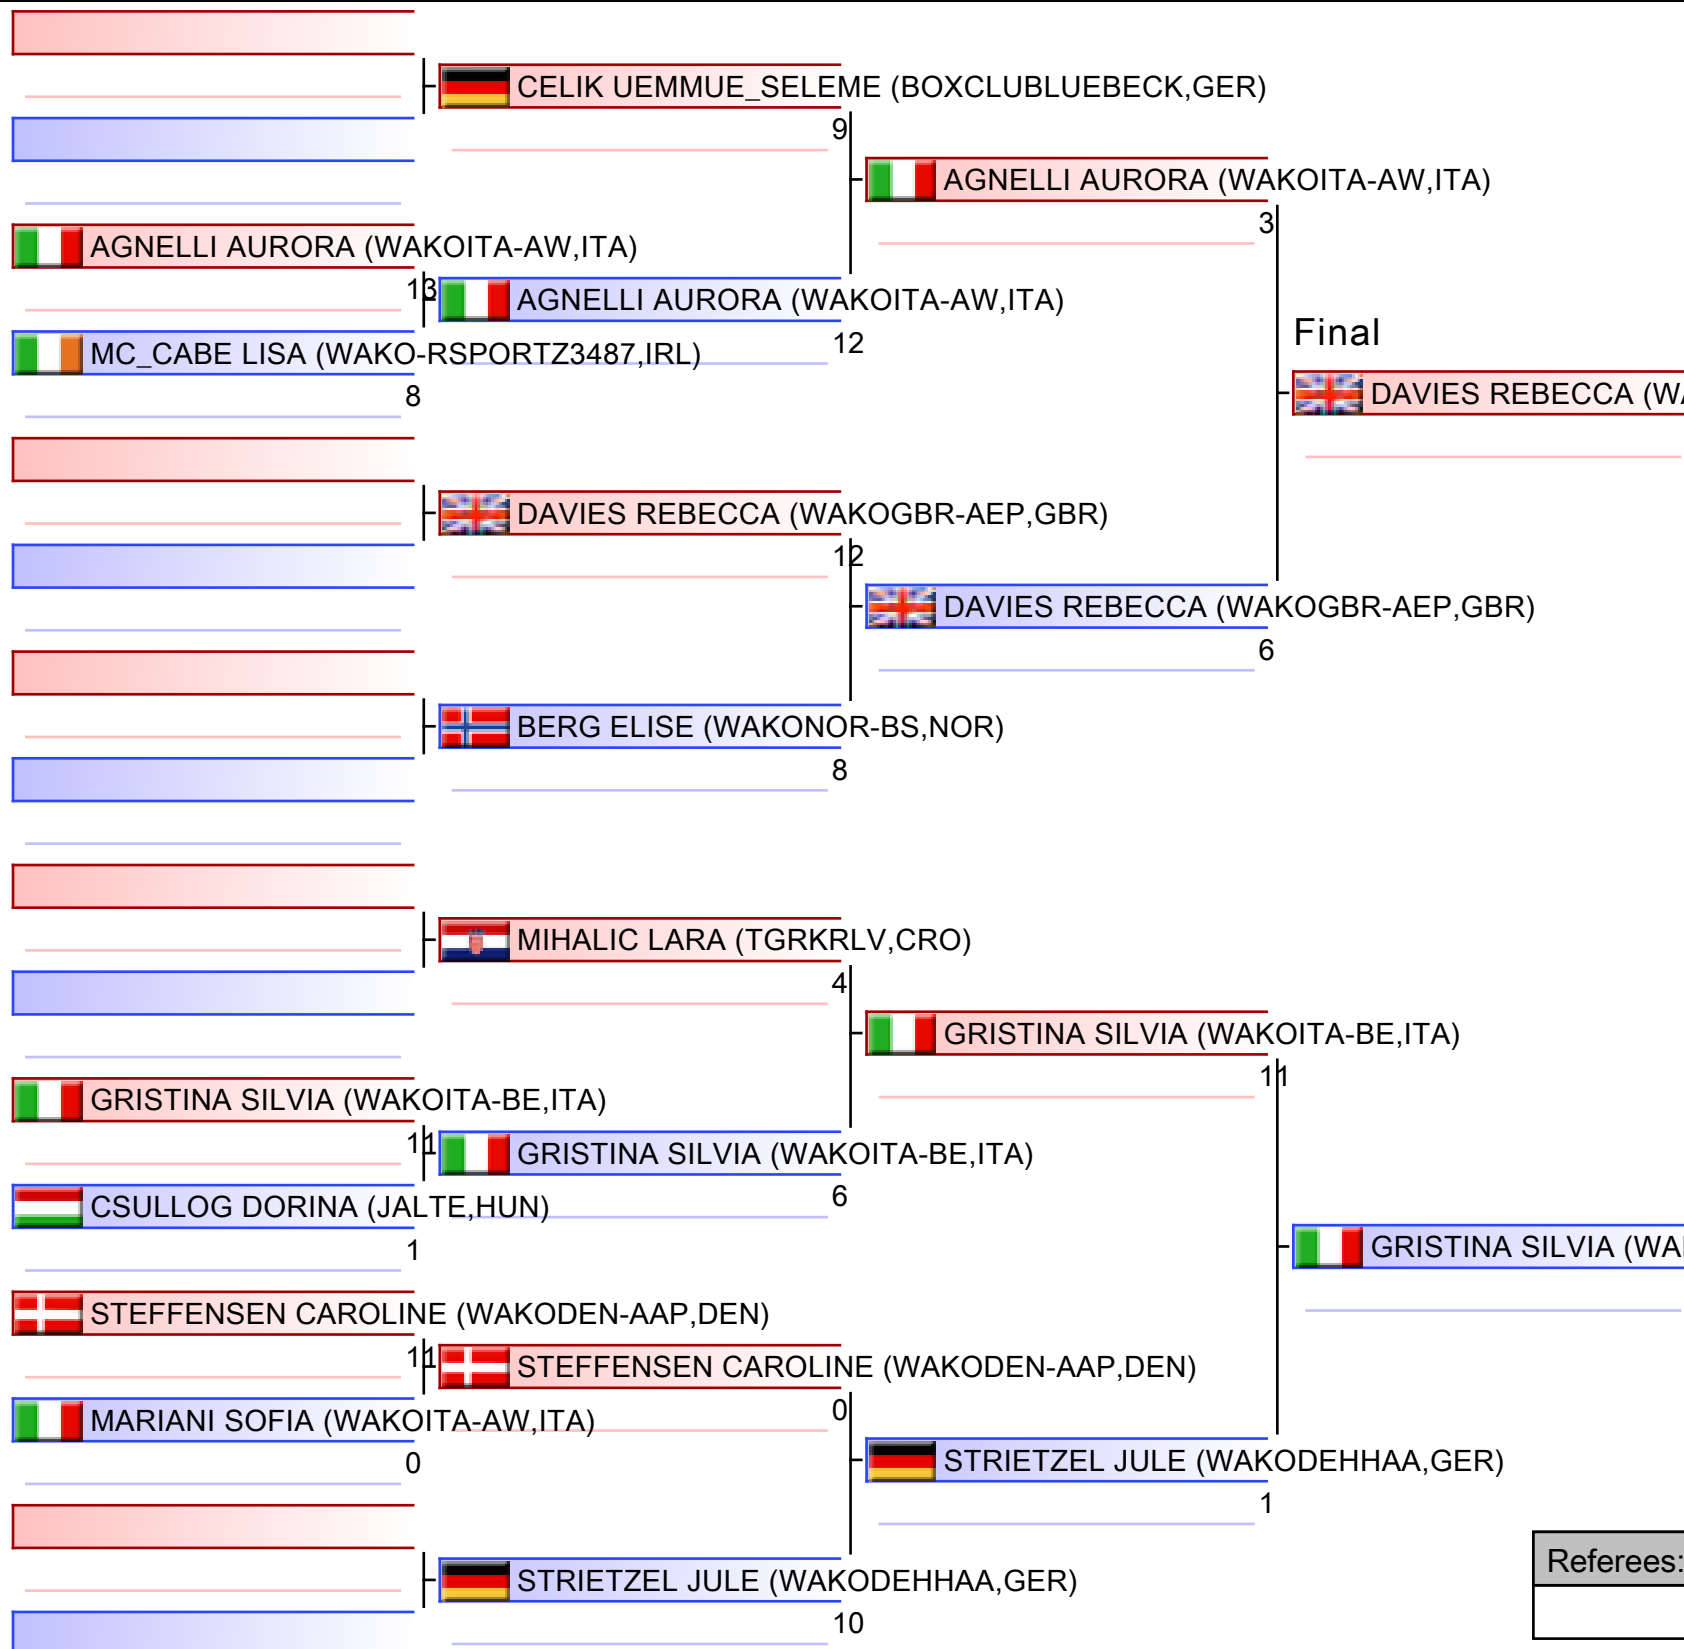 CELIK UEMMUE_SELEME (BOXCLUBLUEBECK,GER)
9
AGNELLI AURORA (WAKOITA-AW,ITA)
3
AGNELLI AURORA (WAKOITA-AW,ITA)
13
AGNELLI AURORA (WAKOITA-AW,ITA)
12
MC_CABE LISA (WAKO-RSPORTZ3487,IRL)
8
Final
DAVIES REBECCA (WA
DAVIES REBECCA (WAKOGBR-AEP,GBR)
12
DAVIES REBECCA (WAKOGBR-AEP,GBR)
6
BERG ELISE (WAKONOR-BS,NOR)
8
MIHALIC LARA (TGRKRLV,CRO)
4
GRISTINA SILVIA (WAKOITA-BE,ITA)
11
GRISTINA SILVIA (WAKOITA-BE,ITA)
11
GRISTINA SILVIA (WAKOITA-BE,ITA)
6
CSULLOG DORINA (JALTE,HUN)
1
GRISTINA SILVIA (WA
STEFFENSEN CAROLINE (WAKODEN-AAP,DEN)
11
STEFFENSEN CAROLINE (WAKODEN-AAP,DEN)
0
MARIANI SOFIA (WAKOITA-AW,ITA)
0
STRIETZEL JULE (WAKODEHHAA,GER)
1
STRIETZEL JULE (WAKODEHHAA,GER)
10
Referees: